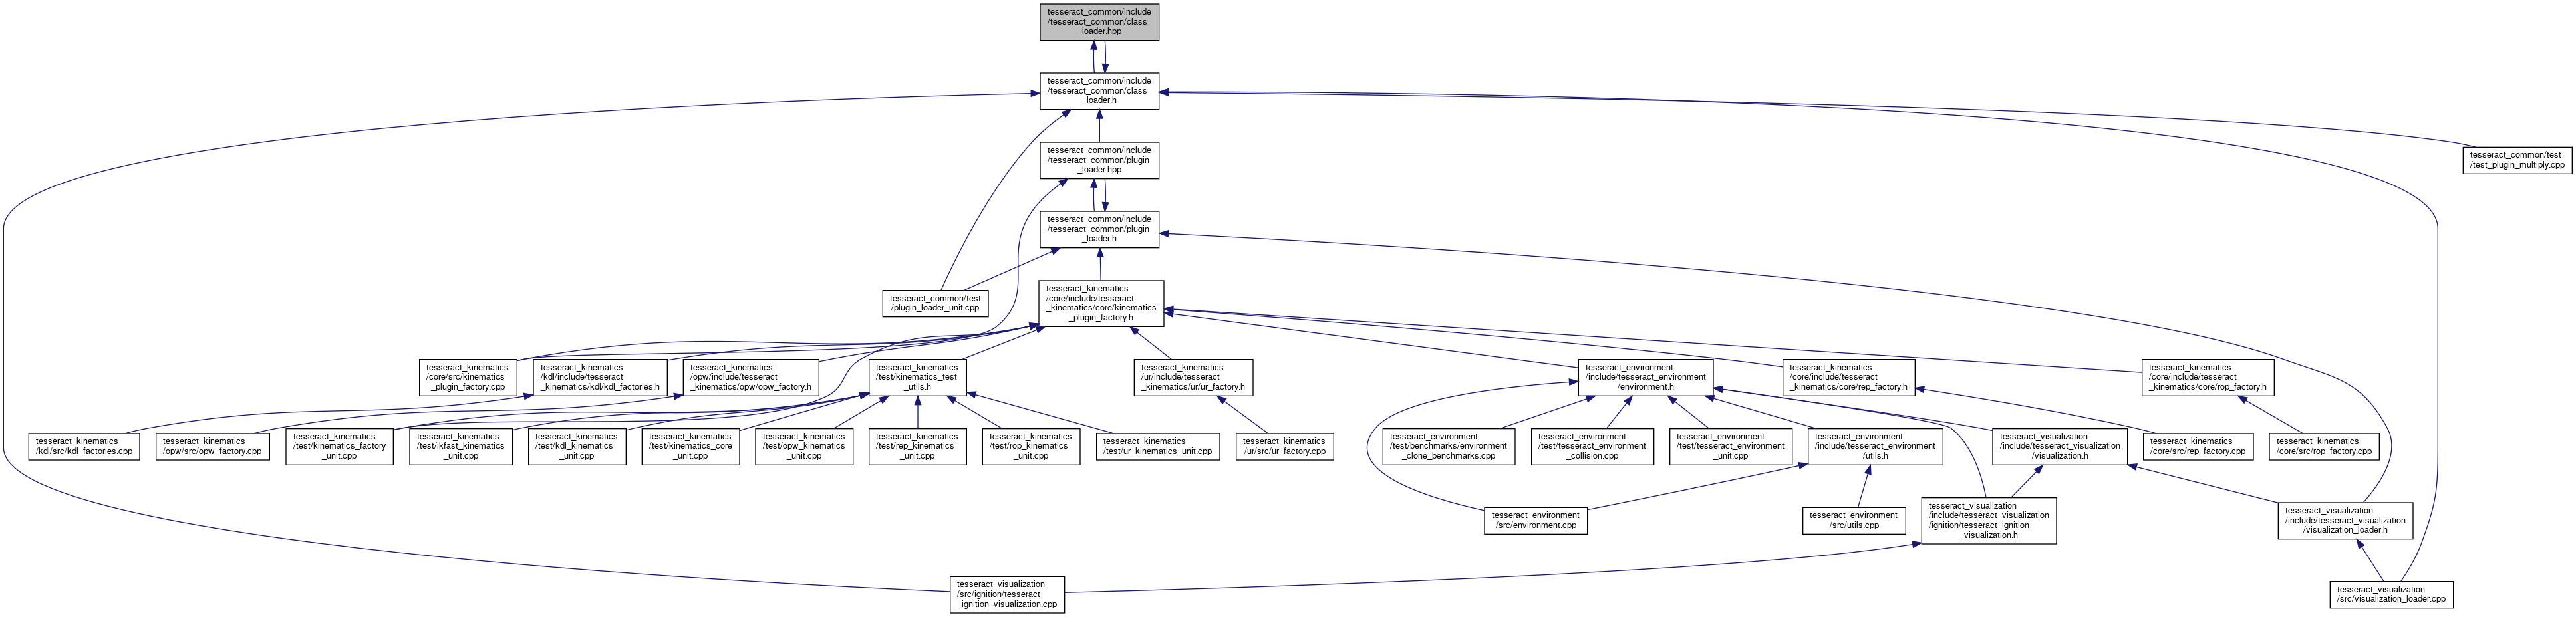 tesseract_common/include
/tesseract_common/class
_loader.hpp
tesseract_common/include
/tesseract_common/class
_loader.h
tesseract_common/include
/tesseract_common/plugin
_loader.hpp
tesseract_common/test
/test_plugin_multiply.cpp
tesseract_common/include
/tesseract_common/plugin
_loader.h
tesseract_common/test
/plugin_loader_unit.cpp
tesseract_kinematics
/core/include/tesseract
_kinematics/core/kinematics
_plugin_factory.h
tesseract_kinematics
/core/src/kinematics
_plugin_factory.cpp
tesseract_kinematics
/kdl/include/tesseract
_kinematics/kdl/kdl_factories.h
tesseract_kinematics
/opw/include/tesseract
_kinematics/opw/opw_factory.h
tesseract_kinematics
/test/kinematics_test
_utils.h
tesseract_kinematics
/ur/include/tesseract
_kinematics/ur/ur_factory.h
tesseract_environment
/include/tesseract_environment
/environment.h
tesseract_kinematics
/core/include/tesseract
_kinematics/core/rep_factory.h
tesseract_kinematics
/core/include/tesseract
_kinematics/core/rop_factory.h
tesseract_kinematics
/kdl/src/kdl_factories.cpp
tesseract_kinematics
/opw/src/opw_factory.cpp
tesseract_kinematics
/test/kinematics_factory
_unit.cpp
tesseract_kinematics
/test/ikfast_kinematics
_unit.cpp
tesseract_kinematics
/test/kdl_kinematics
_unit.cpp
tesseract_kinematics
/test/kinematics_core
_unit.cpp
tesseract_kinematics
/test/opw_kinematics
_unit.cpp
tesseract_kinematics
/test/rep_kinematics
_unit.cpp
tesseract_kinematics
/test/rop_kinematics
_unit.cpp
tesseract_kinematics
/test/ur_kinematics_unit.cpp
tesseract_kinematics
/ur/src/ur_factory.cpp
tesseract_environment
/test/benchmarks/environment
_clone_benchmarks.cpp
tesseract_environment
/test/tesseract_environment
_collision.cpp
tesseract_environment
/test/tesseract_environment
_unit.cpp
tesseract_environment
/include/tesseract_environment
/utils.h
tesseract_visualization
/include/tesseract_visualization
/visualization.h
tesseract_kinematics
/core/src/rep_factory.cpp
tesseract_kinematics
/core/src/rop_factory.cpp
tesseract_environment
/src/environment.cpp
tesseract_environment
/src/utils.cpp
tesseract_visualization
/include/tesseract_visualization
/ignition/tesseract_ignition
_visualization.h
tesseract_visualization
/include/tesseract_visualization
/visualization_loader.h
tesseract_visualization
/src/ignition/tesseract
_ignition_visualization.cpp
tesseract_visualization
/src/visualization_loader.cpp